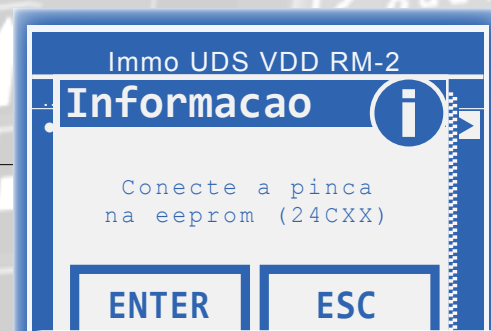 Immo UDS VDD RM-2
Informacao
Conecte a pinca
na eeprom (24CXX)
ENTER ESC